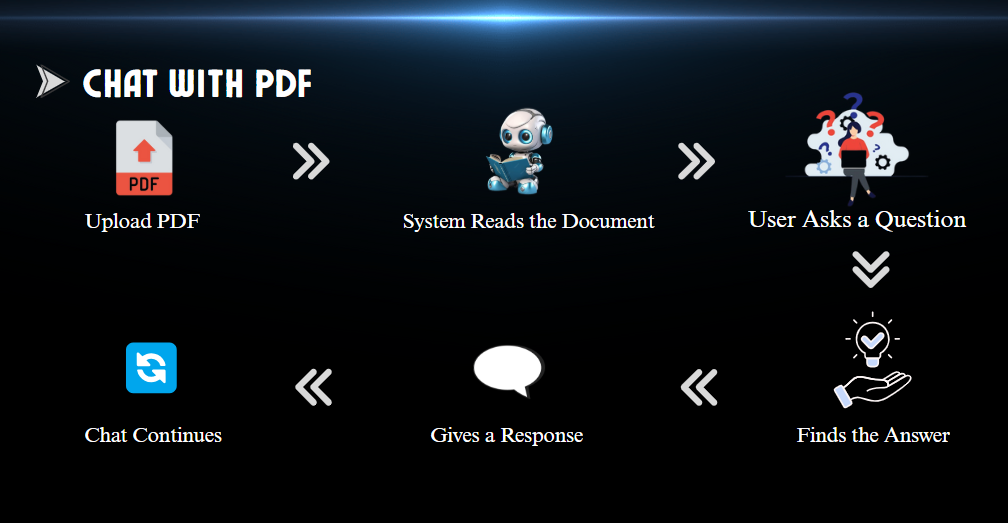 CHAT WITH PDF
PDF
Upload PDF
System Reads the Document
User Asks a Question
Chat Continues
Gives a Response
Finds the Answer